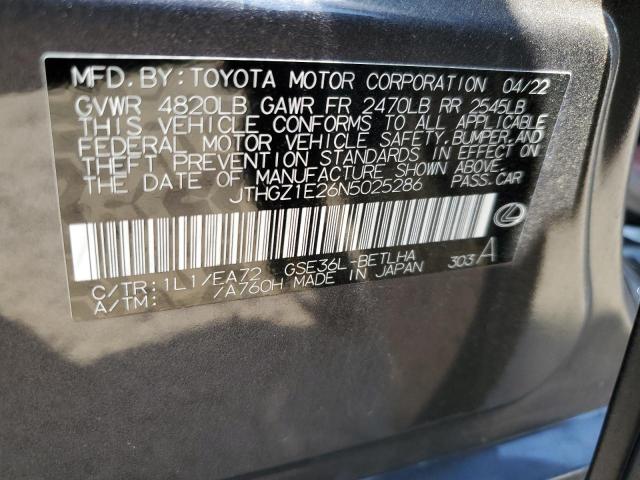 MFD. BY: TOYOTA MOTOR CORPORATION 04/22
GVWR 4820LB GAWR FR 2470LB RR 2545LB
THIS VEHICLE CONFORMS TO ALL APPLICABLE
FEDERAL MOTOR VEHICLE SAFETY, BUMPER, AND
THEFT PREVENTION STANDARDS IN EFFECT ON
THE DATE OF MANUFACTURE SHOWN ABOVE.
JTHGZ1E26N5025286 PASS. CAR
C/TR: 1L1/EA72 GSE36L-BETLHA 303 A
A/TM: /A760H MADE IN JAPAN